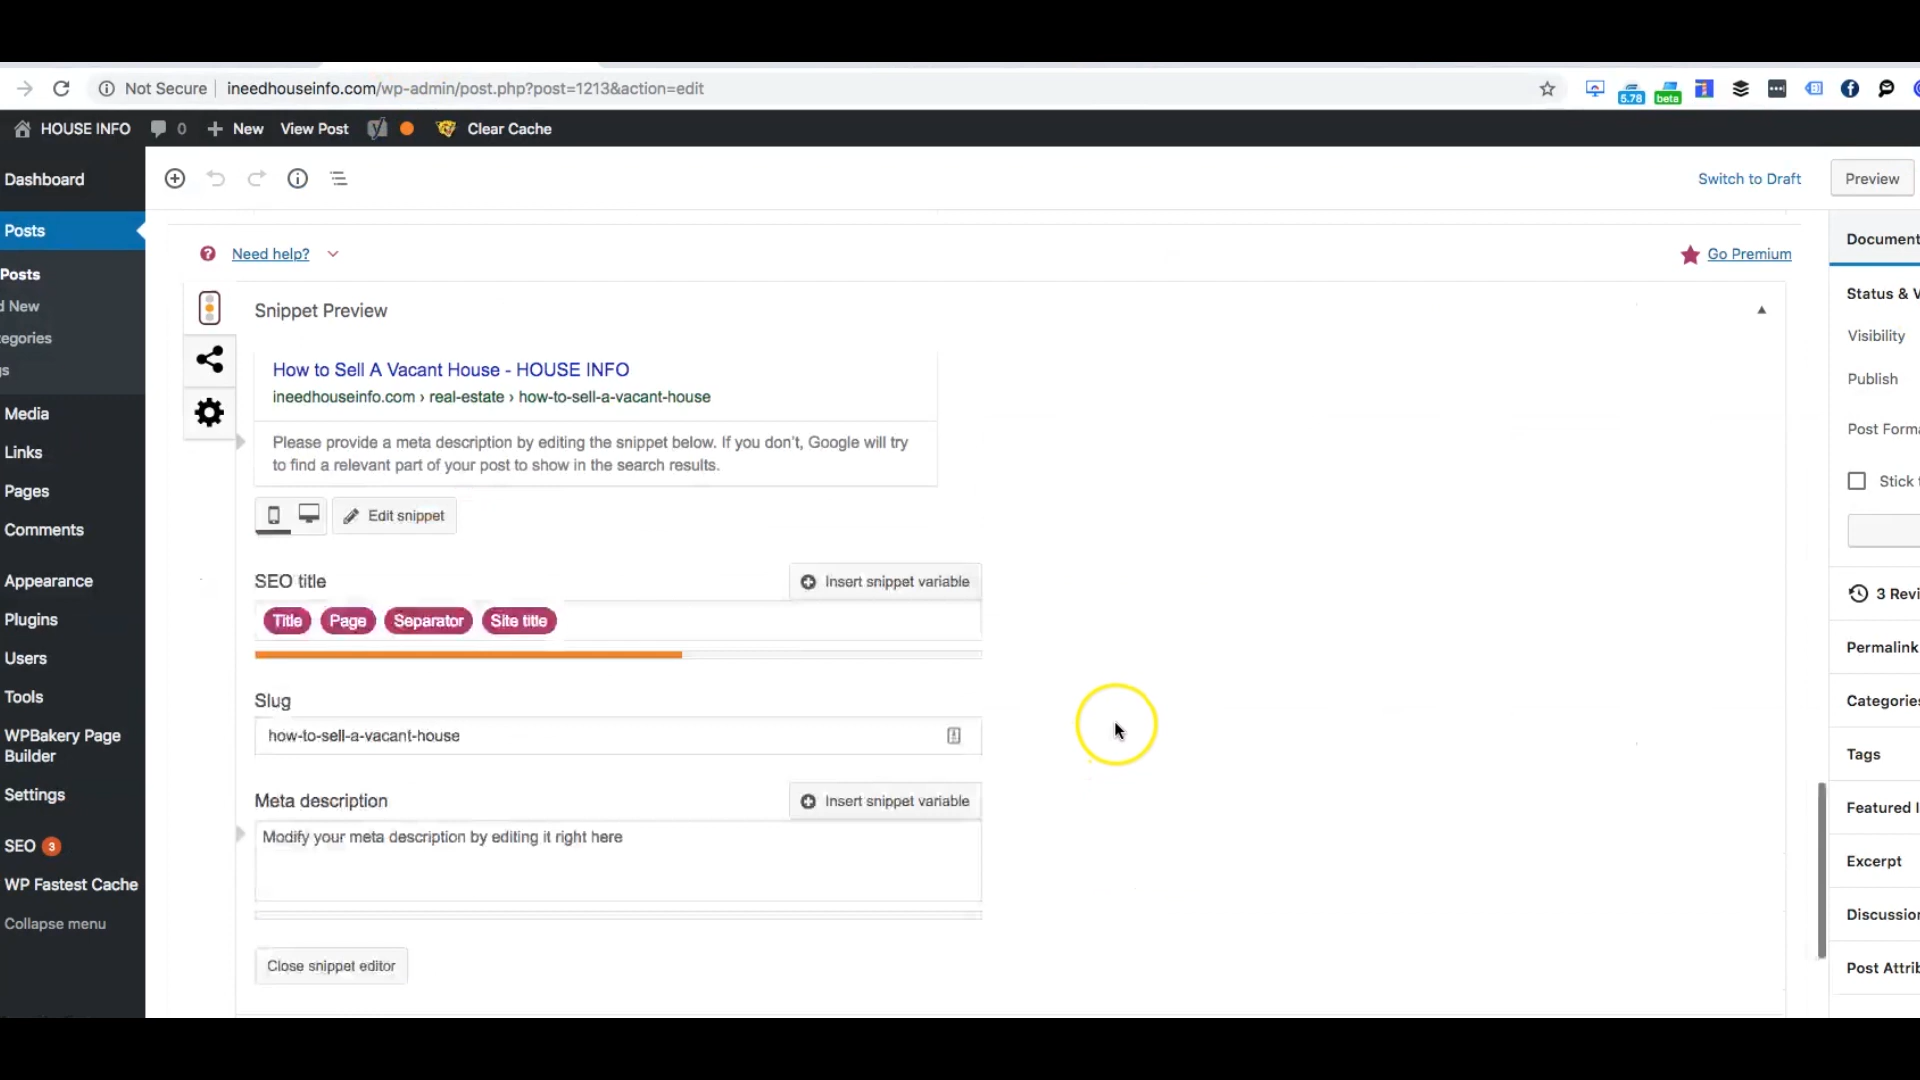 Not Secure ineedhouseinfo.com/wp-admin/post.php?post=1213&action=edit
5.78 beta
HOUSE INFO 0 New View Post Clear Cache
Dashboard
Posts
Posts
d New
egories
gs
Media
Links
Pages
Comments
Appearance
Plugins
Users
Tools
WPBakery Page
Builder
Settings
SEO 3
WP Fastest Cache
Collapse menu
Switch to Draft Preview
Need help? Go Premium
Snippet Preview
How to Sell A Vacant House - HOUSE INFO
ineedhouseinfo.com › real-estate › how-to-sell-a-vacant-house
Please provide a meta description by editing the snippet below. If you don't, Google will try
to find a relevant part of your post to show in the search results.
Edit snippet
SEO title Insert snippet variable
Title Page Separator Site title
Slug
how-to-sell-a-vacant-house
Meta description Insert snippet variable
Modify your meta description by editing it right here
Close snippet editor
Document
Status & V
Visibility
Publish
Post Forma
Stick t
3 Revi
Permalink
Categories
Tags
Featured I
Excerpt
Discussion
Post Attrib